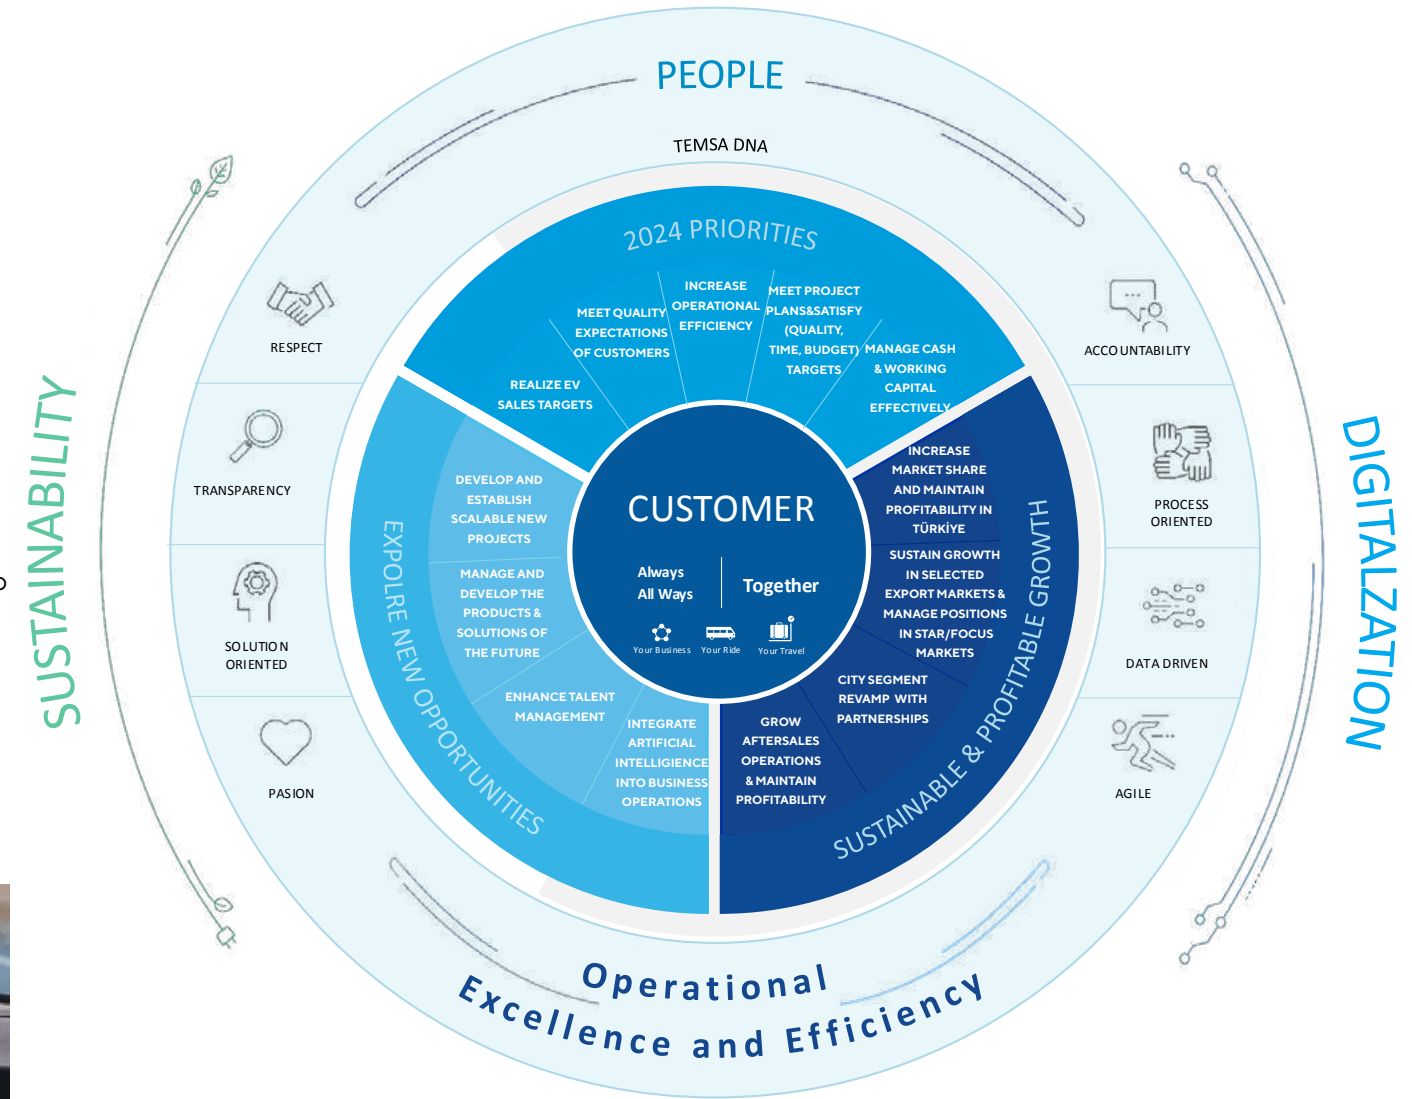 PEOPLE
TEMSA DNA
SUSTAINABILITY
DIGITALZATION
RESPECT
TRANSPARENCY
SOLUTION
ORIENTED
PASION
ACCOUNTABILITY
PROCESS
ORIENTED
DATA DRIVEN
AGILE
2024 PRIORITIES
REALIZE EV
SALES TARGETS
MEET QUALITY
EXPECTATIONS
OF CUSTOMERS
INCREASE
OPERATIONAL
EFFICIENCY
MEET PROJECT
PLANS&SATISFY
(QUALITY,
TIME, BUDGET)
TARGETS
MANAGE CASH
& WORKING
CAPITAL
EFFECTIVELY
EXPOLRE NEW OPPORTUNITIES
DEVELOP AND
ESTABLISH
SCALABLE NEW
PROJECTS
MANAGE AND
DEVELOP THE
PRODUCTS &
SOLUTIONS OF
THE FUTURE
ENHANCE TALENT
MANAGEMENT
INTEGRATE
ARTIFICIAL
INTELLIGIENCE
INTO BUSINESS
OPERATIONS
SUSTAINABLE & PROFITABLE GROWTH
INCREASE
MARKET SHARE
AND MAINTAIN
PROFITABILITY IN
TÜRKİYE
SUSTAIN GROWTH
IN SELECTED
EXPORT MARKETS &
MANAGE POSITIONS
IN STAR/FOCUS
MARKETS
CITY SEGMENT
REVAMP WITH
PARTNERSHIPS
GROW
AFTERSALES
OPERATIONS
& MAINTAIN
PROFITABILITY
CUSTOMER
Always
All Ways
Together
Your Business
Your Ride
Your Travel
Operational
Excellence and Efficiency